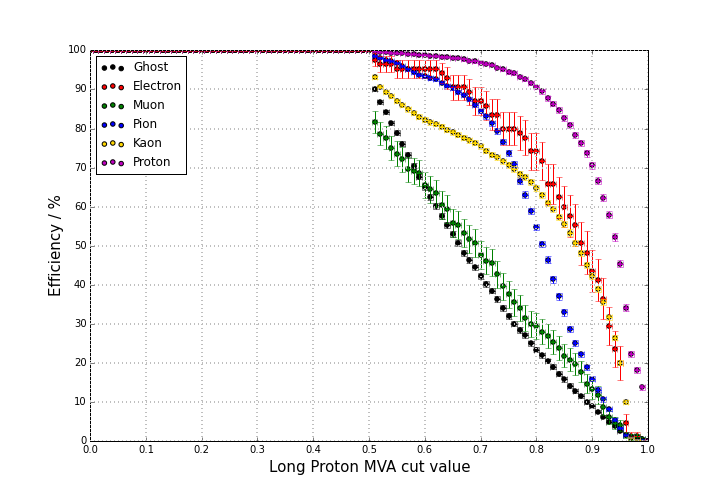 100
90
80
70
60
50
40
30
20
10
0
Efficiency / %
Ghost
Electron
Muon
Pion
Kaon
Proton
0.0 0.1 0.2 0.3 0.4 0.5 0.6 0.7 0.8 0.9 1.0
Long Proton MVA cut value